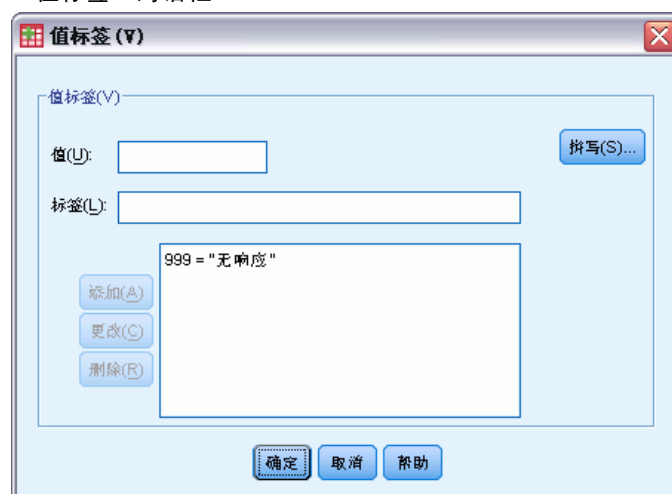 值标签 (V)
值标签(V)
值(U):
拼写(S)...
标签(L):
999 = "无响应"
添加(A)
更改(C)
删除(R)
确定
取消
帮助